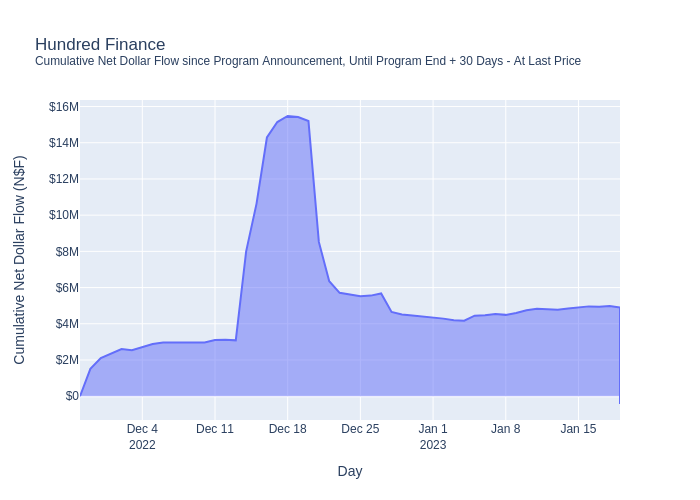 Hundred Finance
Cumulative Net Dollar Flow since Program Announcement, Until Program End + 30 Days - At Last Price
Cumulative Net Dollar Flow (N$F)
$16M
$14M
$12M
$10M
$8M
$6M
$4M
$2M
$0
Dec 4 Dec 11 Dec 18 Dec 25 Jan 1 Jan 8 Jan 15
2022 2023
Day